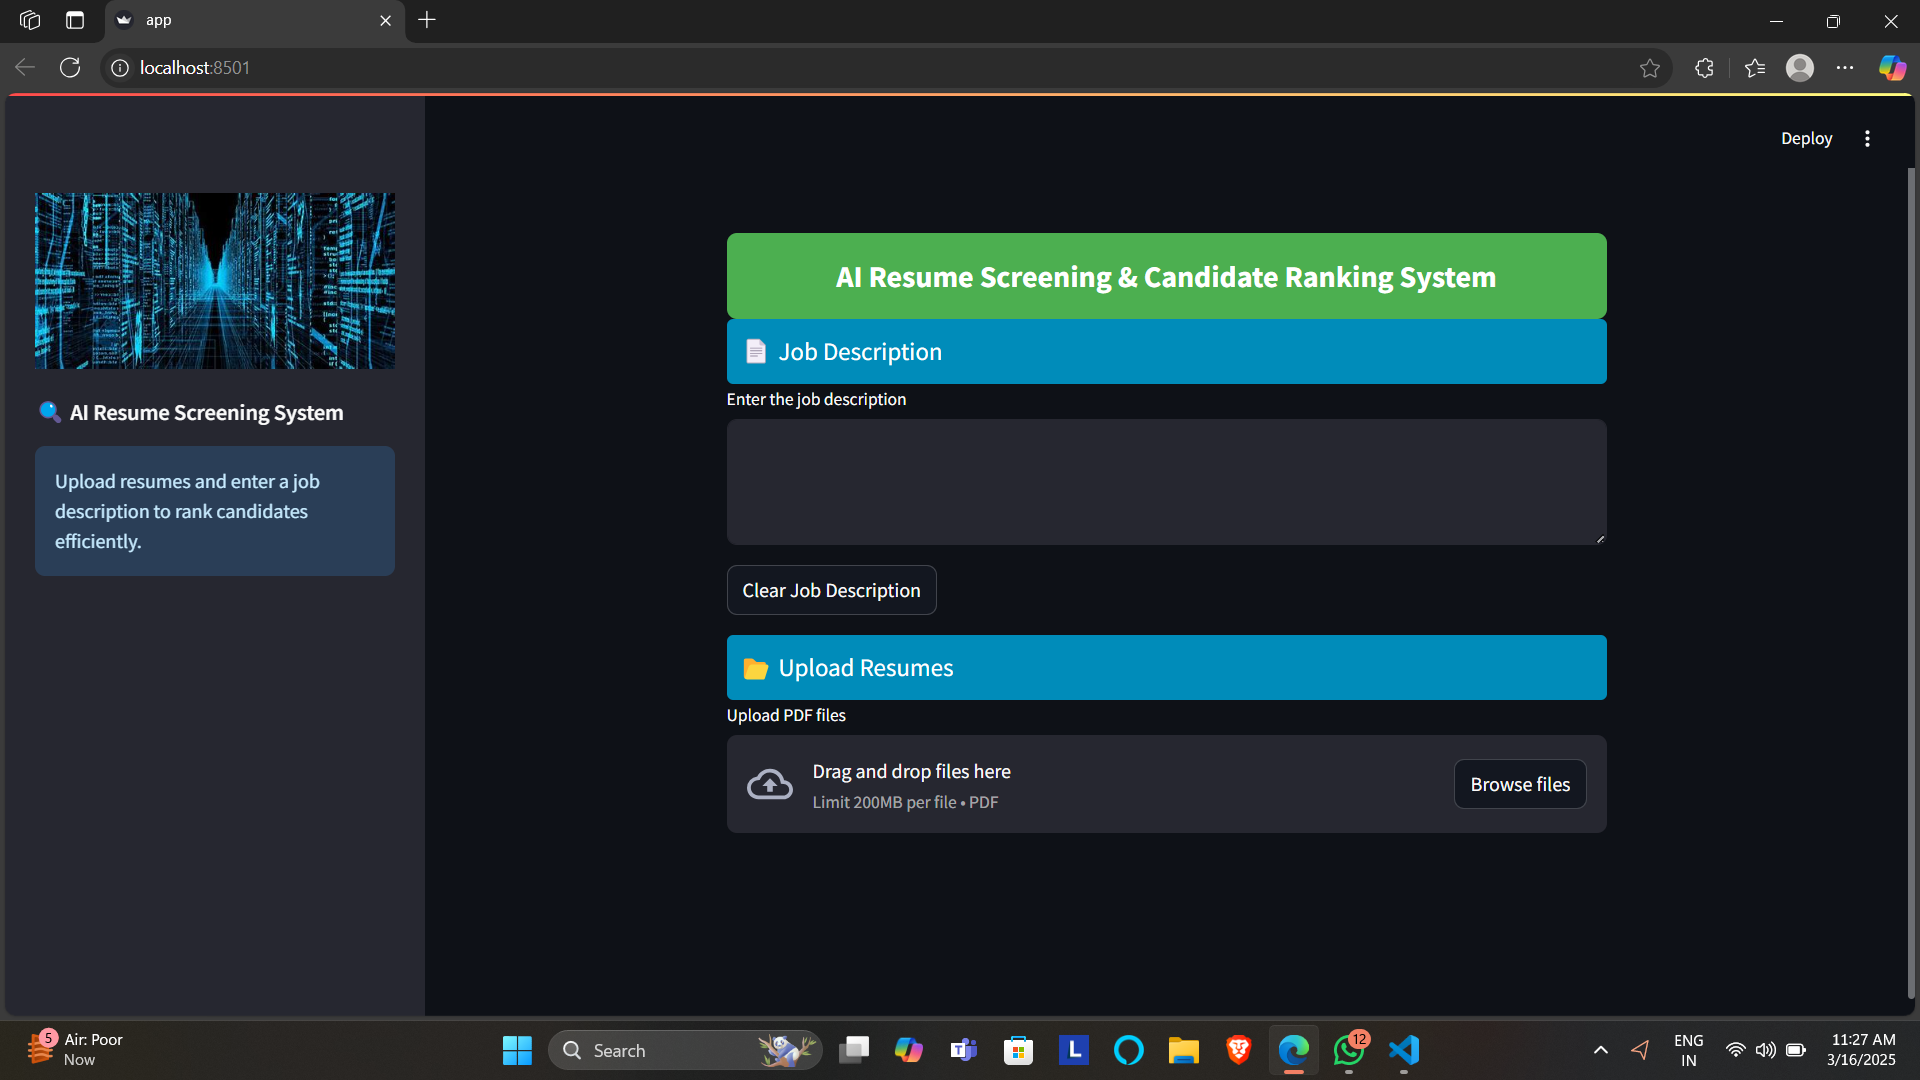 app
localhost:8501
Deploy
AI Resume Screening System
Upload resumes and enter a job
description to rank candidates
efficiently.
AI Resume Screening & Candidate Ranking System
Job Description
Enter the job description
Clear Job Description
Upload Resumes
Upload PDF files
Drag and drop files here
Limit 200MB per file • PDF
Browse files
5
Air: Poor
Now
Search
L
12
ENG
IN
11:27 AM
3/16/2025